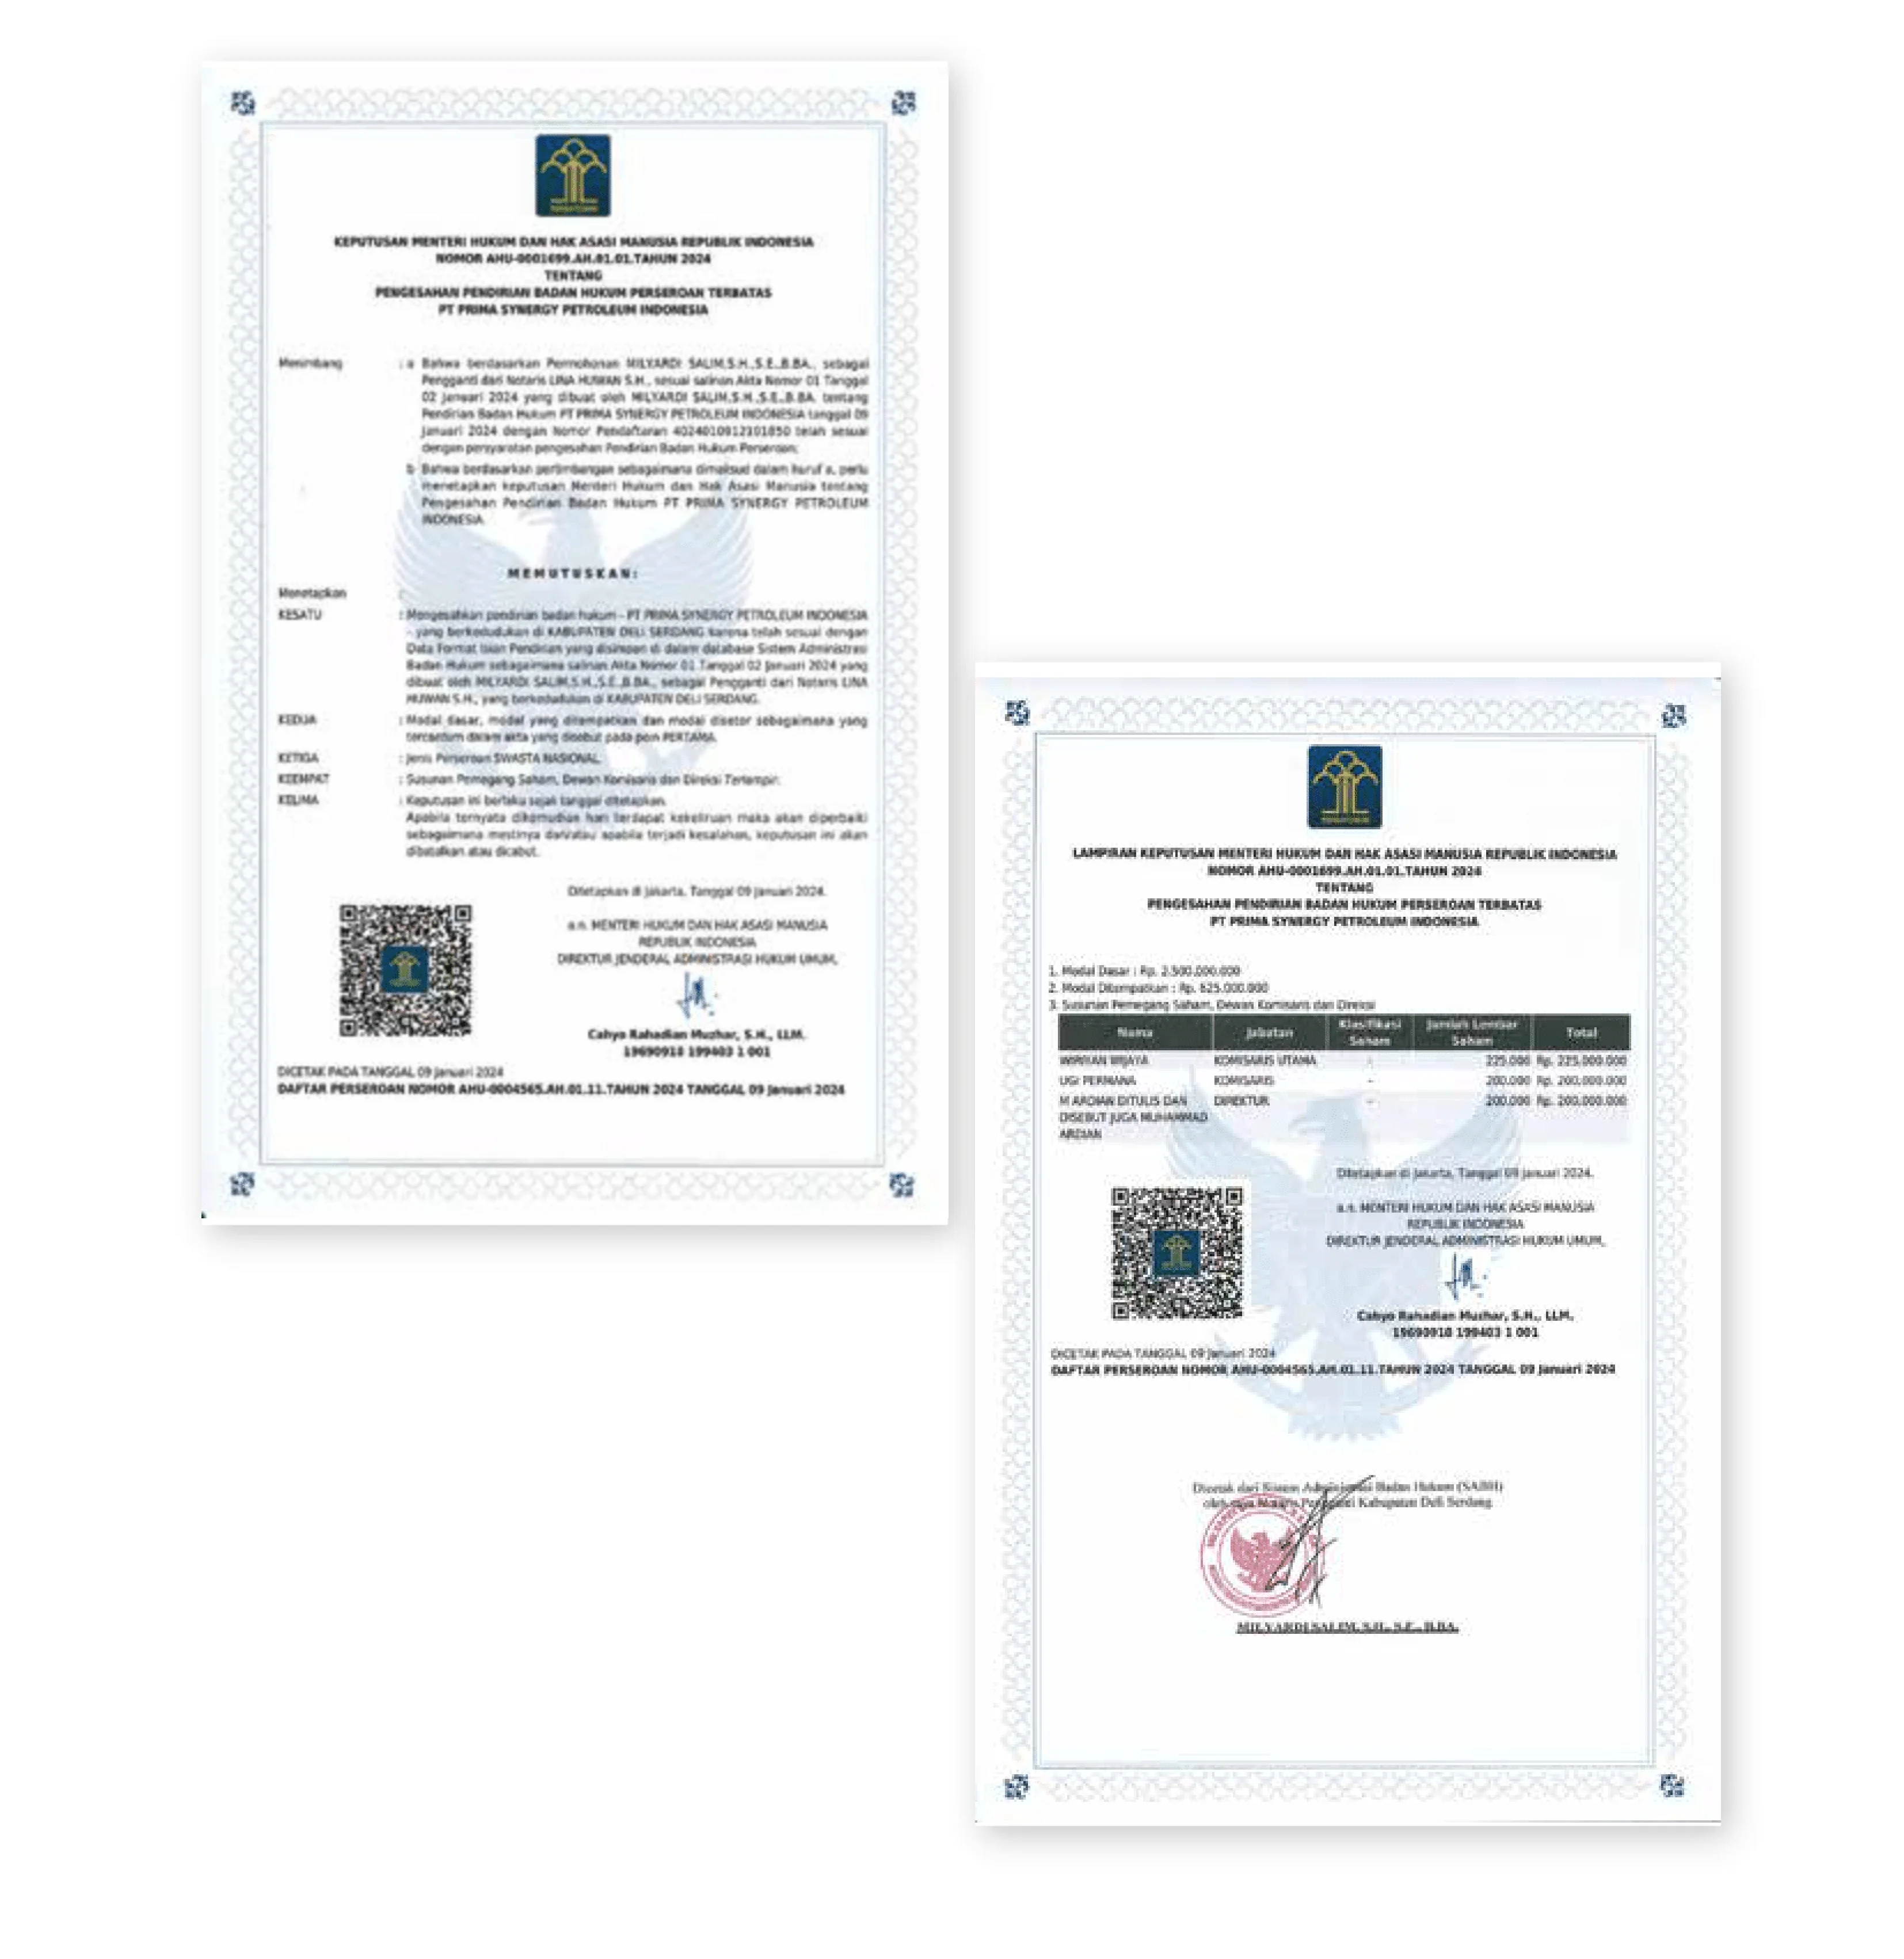 KEPUTUSAN MENTERI HUKUM DAN HAK ASASI MANUSIA REPUBLIK INDONESIA
NOMOR AHU-0001699.AH.01.01.TAHUN 2024
TENTANG
PENGESAHAN PENDIRIAN BADAN HUKUM PERSEROAN TERBATAS
PT PRIMA SYNERGY PETROLEUM INDONESIA
Menimbang : a Bahwa berdasarkan Permohonan MILYARDI SALIM,S.H.,S.E.,B.BA., sebagai
Pengganti dari Notaris LINA HUWAN S.H., sesuai salinan Akta Nomor 01 Tanggal
02 Januari 2024 yang dibuat oleh MILYARDI SALIM,S.H.,S.E.,B.BA. tentang
Pendirian Badan Hukum PT PRIMA SYNERGY PETROLEUM INDONESIA tanggal 09
Januari 2024 dengan Nomor Pendaftaran 4024010912101850 telah sesuai
dengan persyaratan pengesahan Pendirian Badan Hukum Perseroan;
b Bahwa berdasarkan pertimbangan sebagaimana dimaksud dalam huruf a, perlu
menetapkan keputusan Menteri Hukum dan Hak Asasi Manusia tentang
Pengesahan Pendirian Badan Hukum PT PRIMA SYNERGY PETROLEUM
INDONESIA
MEMUTUSKAN:
Menetapkan :
KESATU : Mengesahkan pendirian badan hukum - PT PRIMA SYNERGY PETROLEUM INDONESIA
- yang berkedudukan di KABUPATEN DELI SERDANG karena telah sesuai dengan
Data Format Isian Pendirian yang disimpan di dalam database Sistem Administrasi
Badan Hukum sebagaimana salinan Akta Nomor 01 Tanggal 02 Januari 2024 yang
dibuat oleh MILYARDI SALIM,S.H.,S.E.,B.BA., sebagai Pengganti dari Notaris LINA
HUWAN S.H., yang berkedudukan di KABUPATEN DELI SERDANG.
KEDUA : Modal dasar, modal yang ditempatkan dan modal disetor sebagaimana yang
tercantum dalam akta yang disebut pada poin PERTAMA.
KETIGA : Jenis Perseroan SWASTA NASIONAL.
KEEMPAT : Susunan Pemegang Saham, Dewan Komisaris dan Direksi Terlampir.
KELIMA : Keputusan ini berlaku sejak tanggal ditetapkan.
Apabila ternyata dikemudian hari terdapat kekeliruan maka akan diperbaiki
sebagaimana mestinya dan/atau apabila terjadi kesalahan, keputusan ini akan
dibatalkan atau dicabut.
Ditetapkan di Jakarta, Tanggal 09 Januari 2024.
a.n. MENTERI HUKUM DAN HAK ASASI MANUSIA
REPUBLIK INDONESIA
DIREKTUR JENDERAL ADMINISTRASI HUKUM UMUM,
Cahyo Rahadian Muzhar, S.H., LLM.
19690918 199403 1 001
DICETAK PADA TANGGAL 09 Januari 2024
DAFTAR PERSEROAN NOMOR AHU-0004565.AH.01.11.TAHUN 2024 TANGGAL 09 Januari 2024
LAMPIRAN KEPUTUSAN MENTERI HUKUM DAN HAK ASASI MANUSIA REPUBLIK INDONESIA
NOMOR AHU-0001699.AH.01.01.TAHUN 2024
TENTANG
PENGESAHAN PENDIRIAN BADAN HUKUM PERSEROAN TERBATAS
PT PRIMA SYNERGY PETROLEUM INDONESIA
1. Modal Dasar : Rp. 2.500.000.000
2. Modal Ditempatkan : Rp. 625.000.000
3. Susunan Pemegang Saham, Dewan Komisaris dan Direksi
Nama Jabatan Klasifikasi Saham Jumlah Lembar Saham Total
WIJAYA KOMISARIS UTAMA - 225.000 Rp. 225.000.000
UGI PERMANA KOMISARIS - 200.000 Rp. 200.000.000
M ARDIAN DITULIS DAN DIREKTUR - 200.000 Rp. 200.000.000
DISEBUT JUGA MUHAMMAD
ARDIAN
Ditetapkan di Jakarta, Tanggal 09 Januari 2024.
a.n. MENTERI HUKUM DAN HAK ASASI MANUSIA
REPUBLIK INDONESIA
DIREKTUR JENDERAL ADMINISTRASI HUKUM UMUM,
Cahyo Rahadian Muzhar, S.H., LLM.
19690918 199403 1 001
DICETAK PADA TANGGAL 09 Januari 2024
DAFTAR PERSEROAN NOMOR AHU-0004565.AH.01.11.TAHUN 2024 TANGGAL 09 Januari 2024
Dicetak dari Sistem Administrasi Badan Hukum (SABH)
oleh saya Notaris Pengganti Kabupaten Deli Serdang
MILYARDI SALIM, S.H., S.E., B.BA.